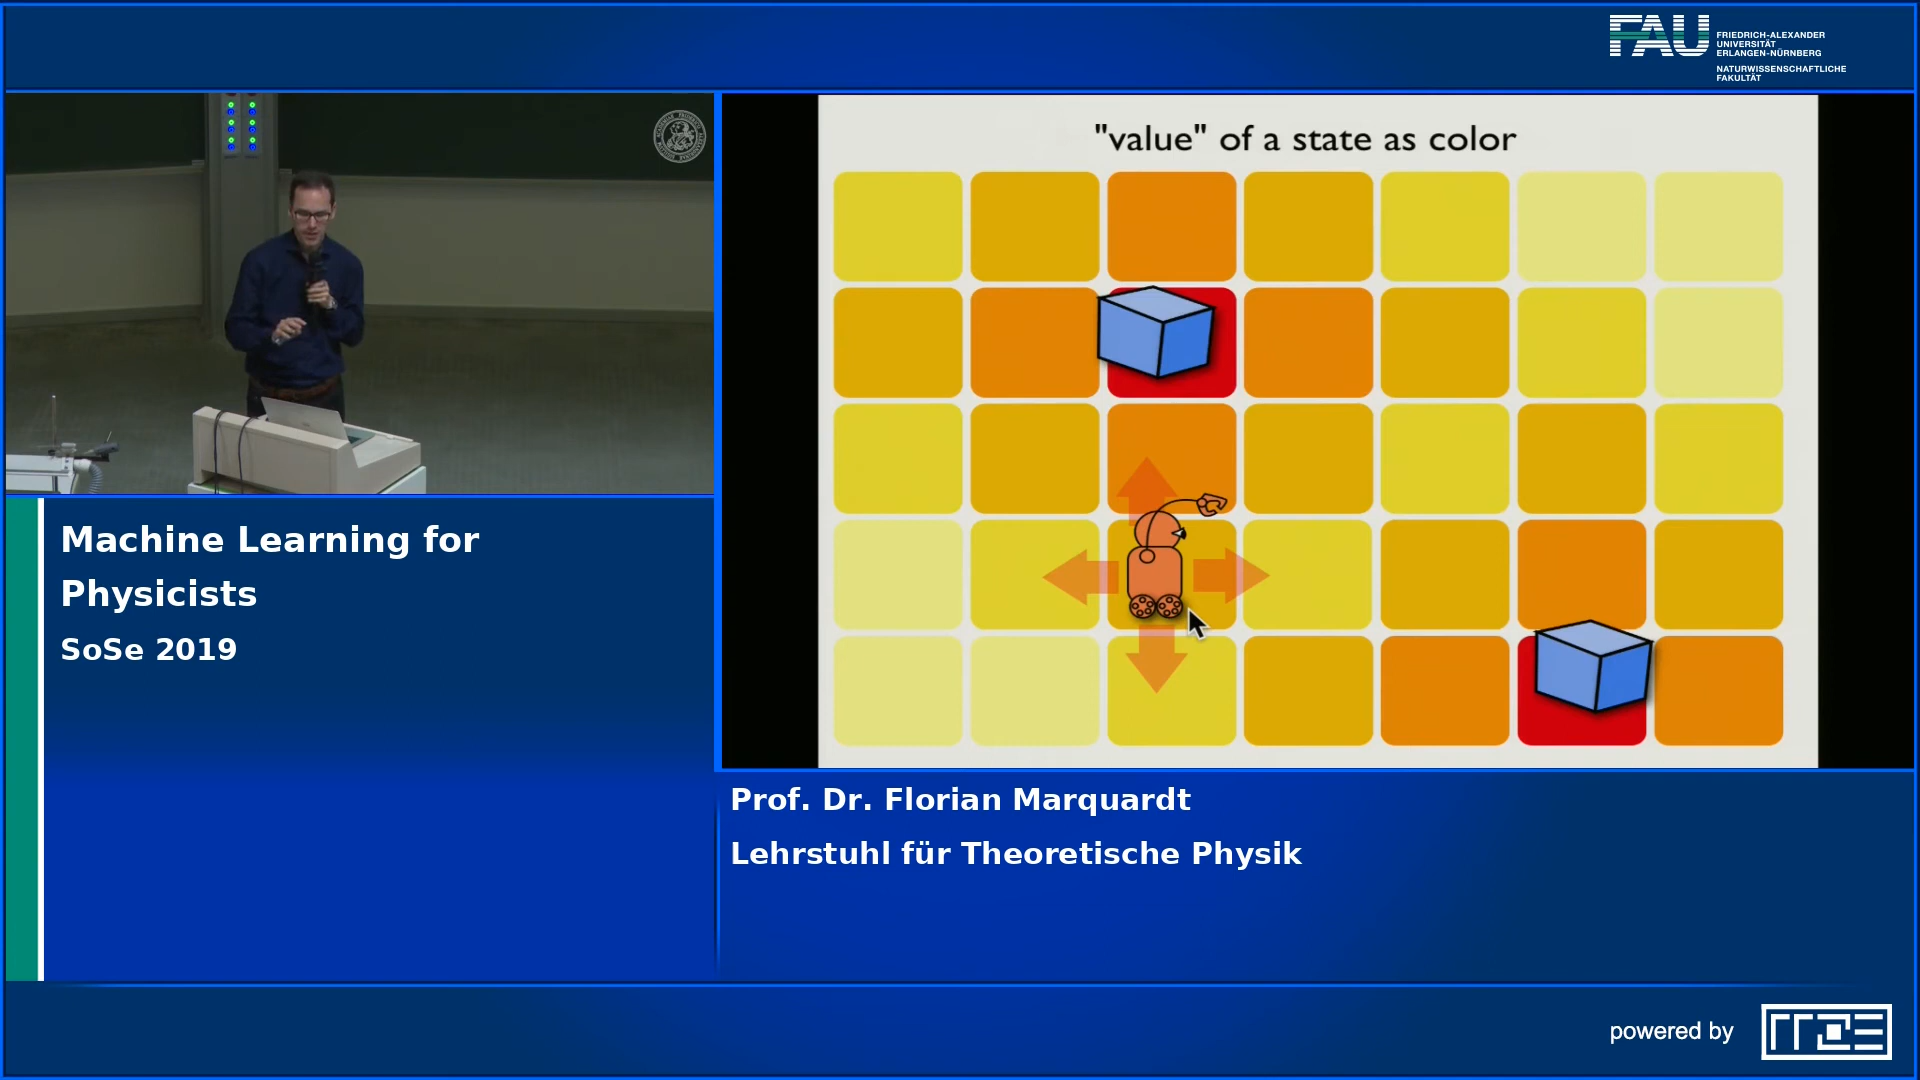 FAU
FRIEDRICH-ALEXANDER
UNIVERSITÄT
ERLANGEN-NÜRNBERG
NATURWISSENSCHAFTLICHE
FAKULTÄT
"value" of a state as color
Machine Learning for
Physicists
SoSe 2019
Prof. Dr. Florian Marquardt
Lehrstuhl für Theoretische Physik
powered by
rrze